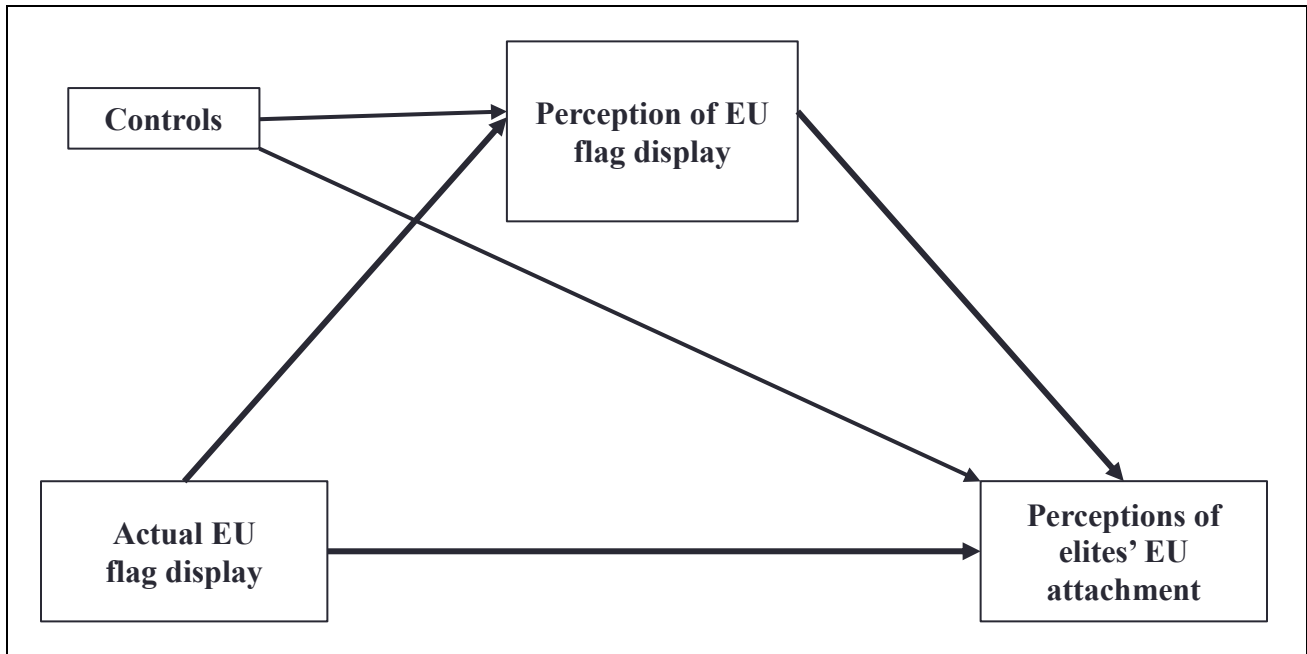 Controls
Perception of EU
flag display
Actual EU
flag display
Perceptions of
elites’ EU
attachment